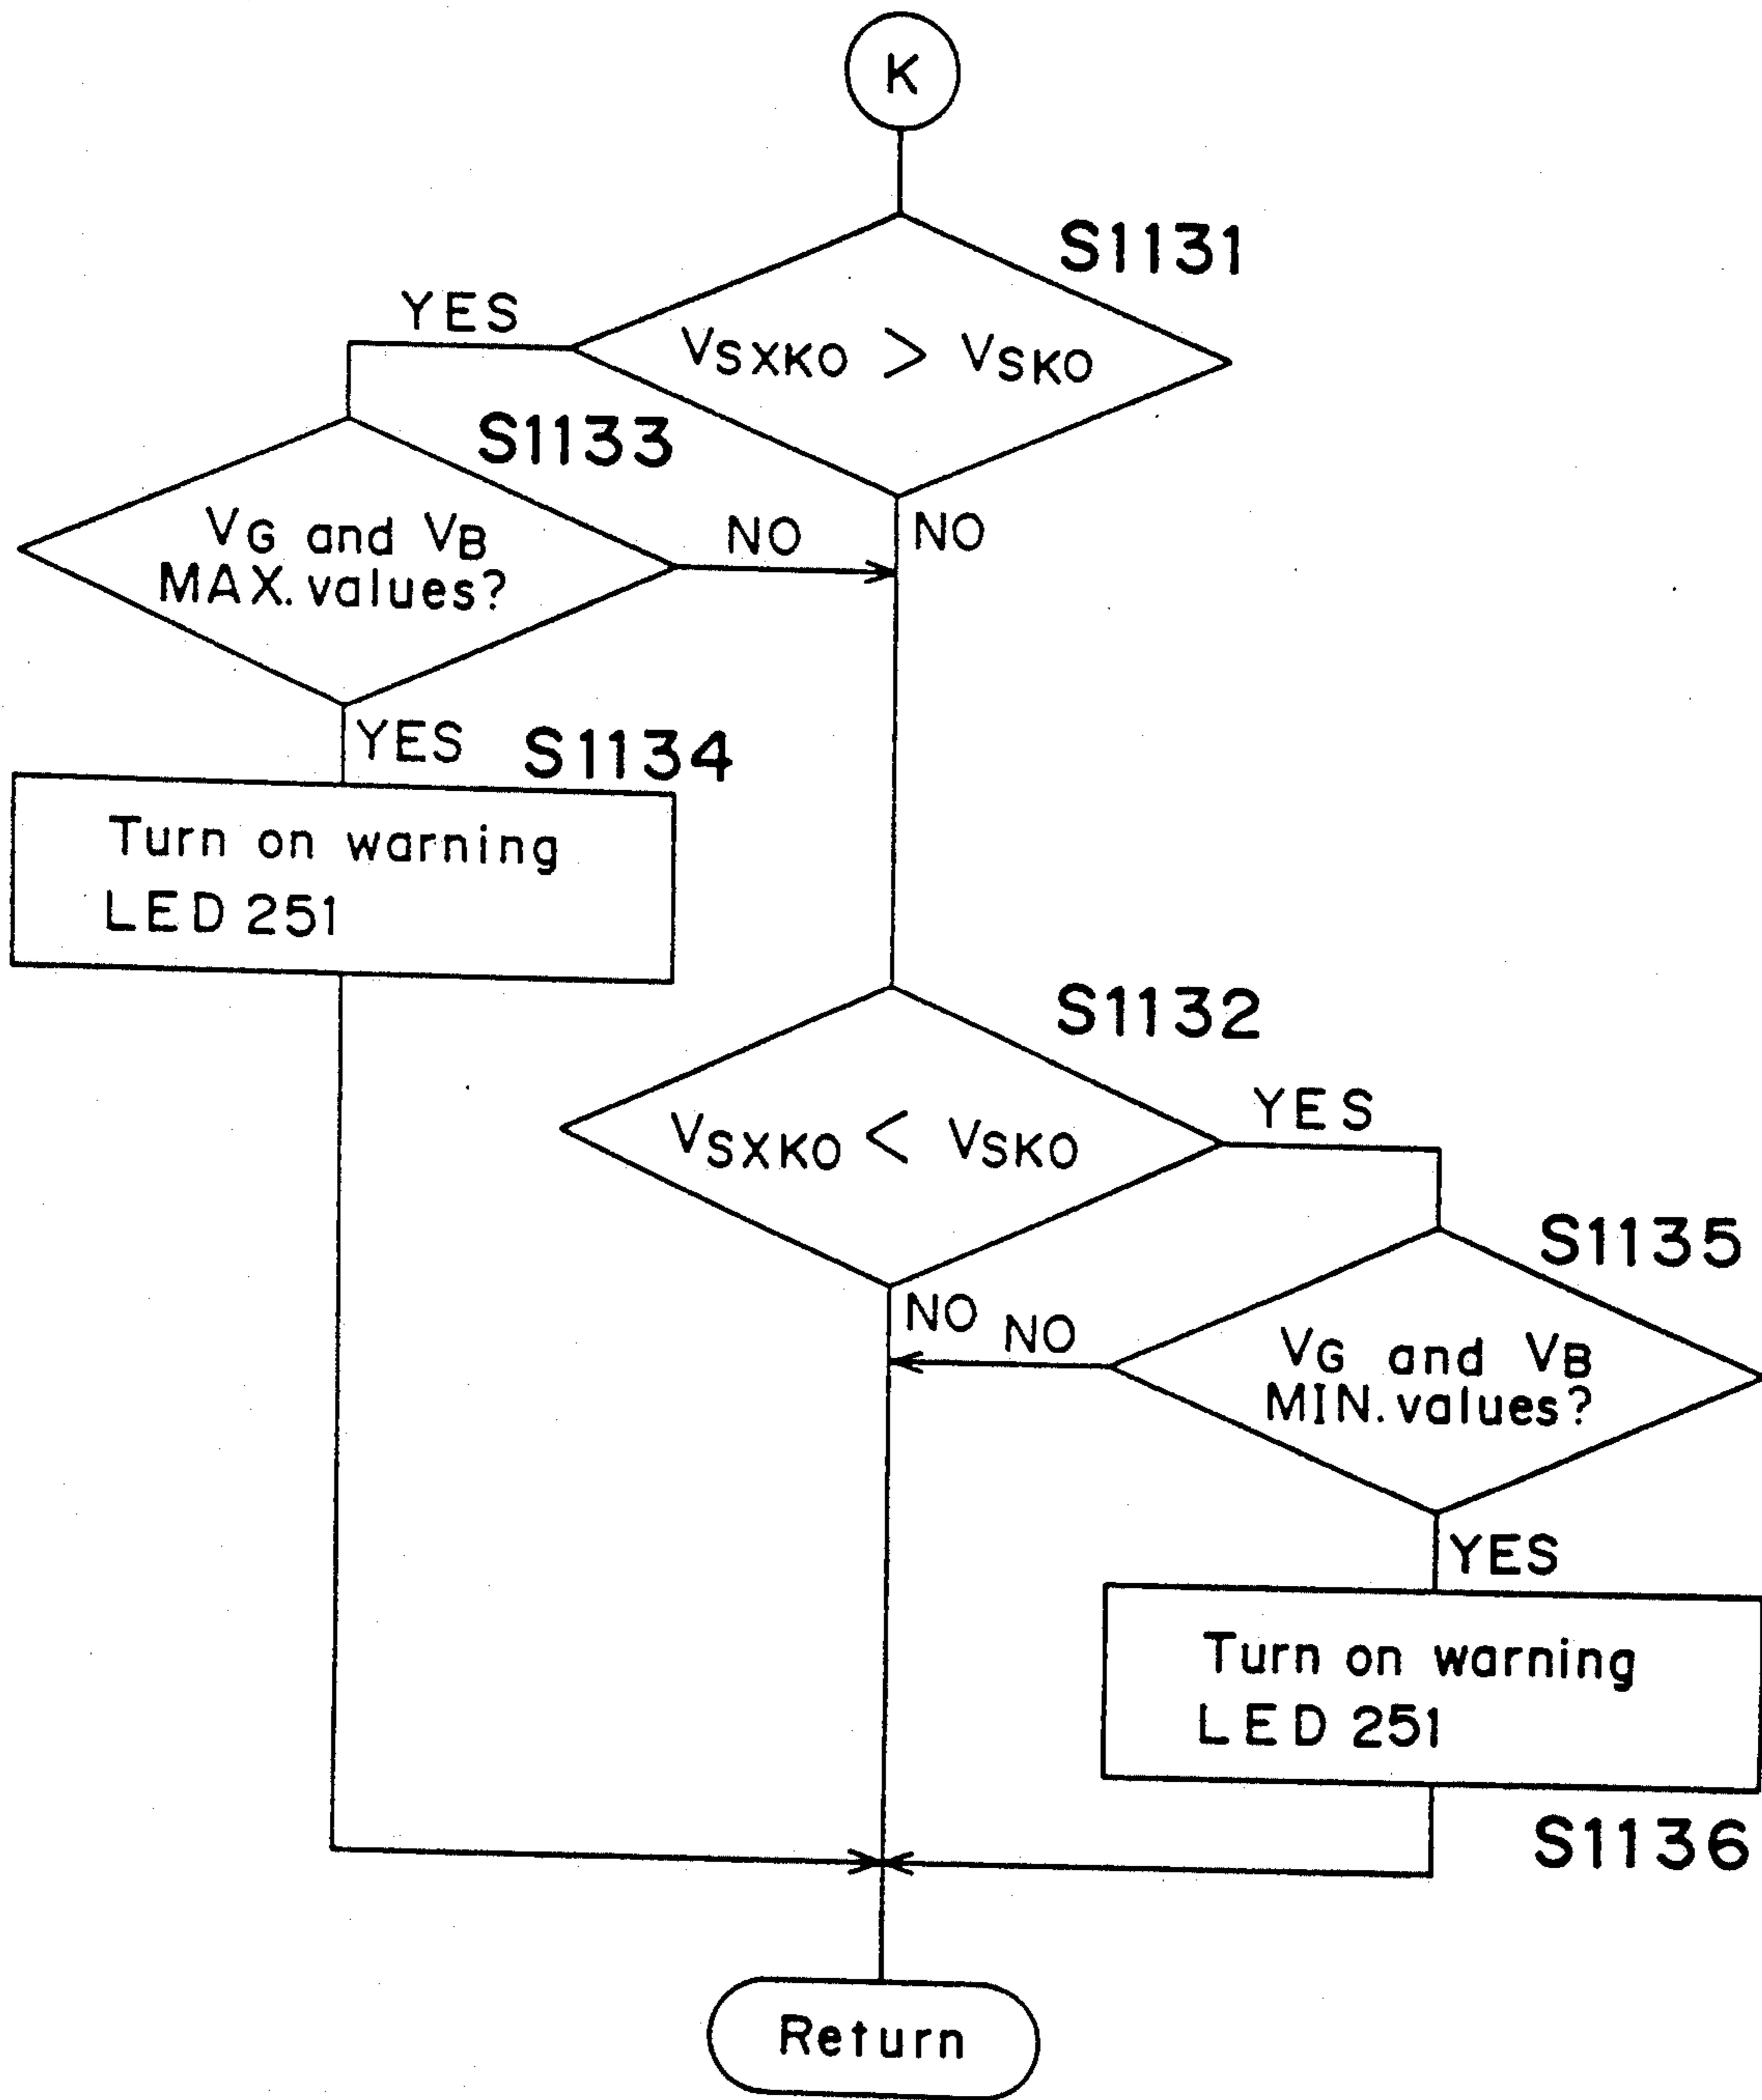 K
S1131
YES
VSXKO > VSKO
S1133
NO
NO
VG and VB
MAX. values?
YES
S1134
Turn on warning
LED 251
S1132
YES
VSXKO < VSKO
S1135
NO
NO
VG and VB
MIN. values?
YES
Turn on warning
LED 251
S1136
Return